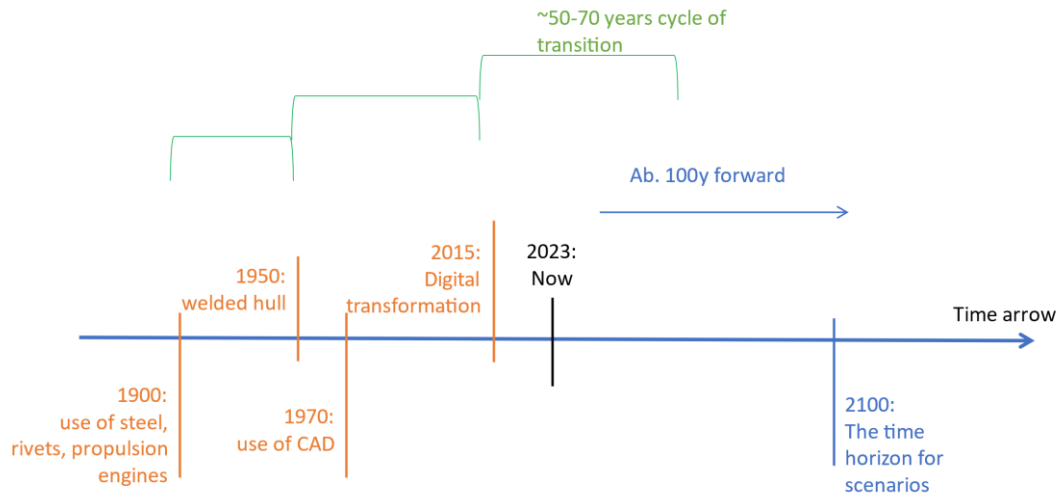 ~50-70 years cycle of
transition
Ab. 100y forward
1950:
welded hull
2015:
Digital
transformation
2023:
Now
Time arrow
1900:
use of steel,
rivets, propulsion
engines
1970:
use of CAD
2100:
The time
horizon for
scenarios